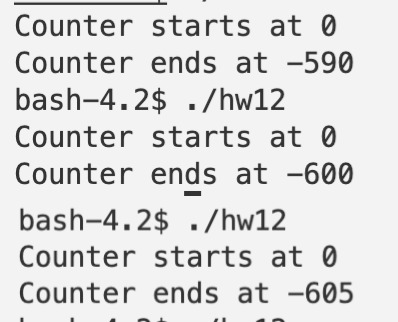 Counter starts at 0
Counter ends at -590
bash-4.2$ ./hw12
Counter starts at 0
Counter ends at -600
bash-4.2$ ./hw12
Counter starts at 0
Counter ends at -605